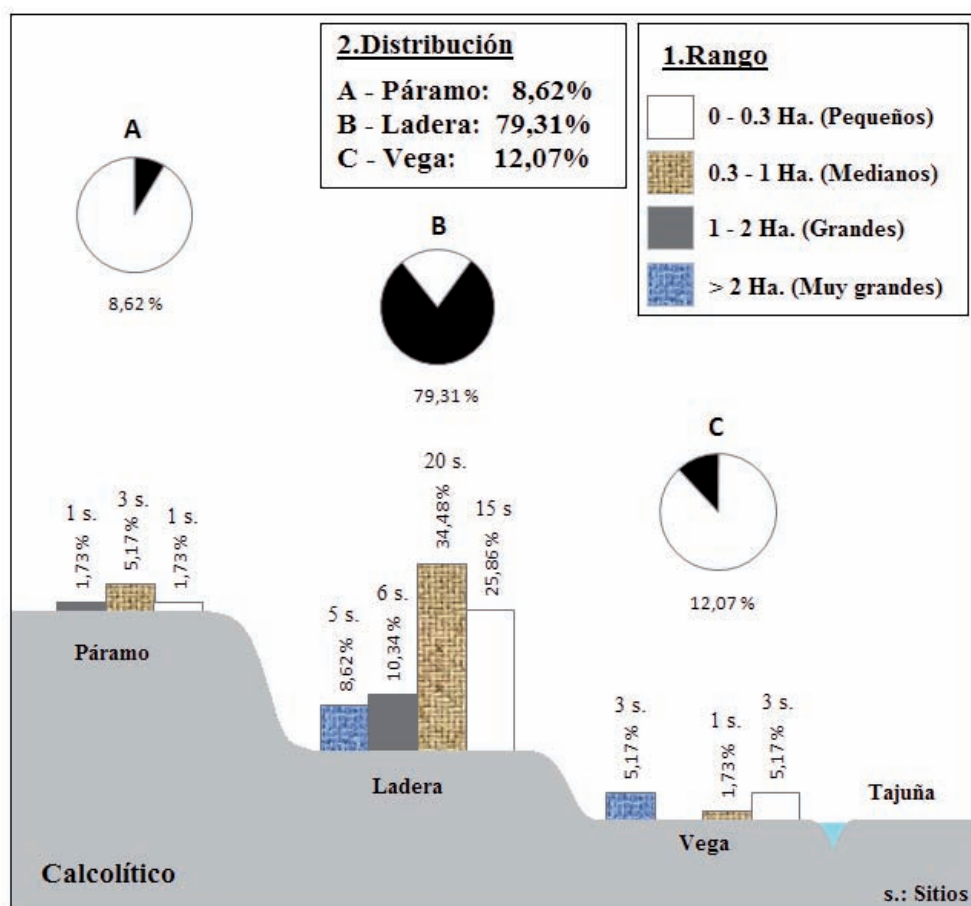 2.Distribución
A - Páramo: 8,62%
B - Ladera: 79,31%
C - Vega: 12,07%
1.Rango
0 - 0.3 Ha. (Pequeños)
0.3 - 1 Ha. (Medianos)
1 - 2 Ha. (Grandes)
> 2 Ha. (Muy grandes)
A
8,62 %
B
79,31 %
C
12,07 %
1 s.
1,73 %
3 s.
5,17 %
1 s.
1,73 %
Páramo
5 s.
8,62 %
6 s.
10,34 %
20 s.
34,48%
15 s
25,86 %
Ladera
3 s.
5,17 %
1 s.
1,73 %
3 s.
5,17 %
Vega
Tajuña
Calcolítico
s.: Sitios